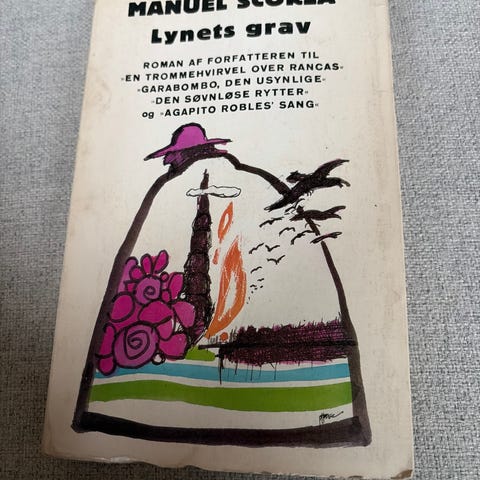 MANUEL SCORZA
Lynets grav
ROMAN AF FORFATTEREN TIL
»EN TROMMEHVIRVEL OVER RANCAS«
»GARABOMBO, DEN USYNLIGE«
»DEN SØVNLØSE RYTTER«
og »AGAPITO ROBLES' SANG«